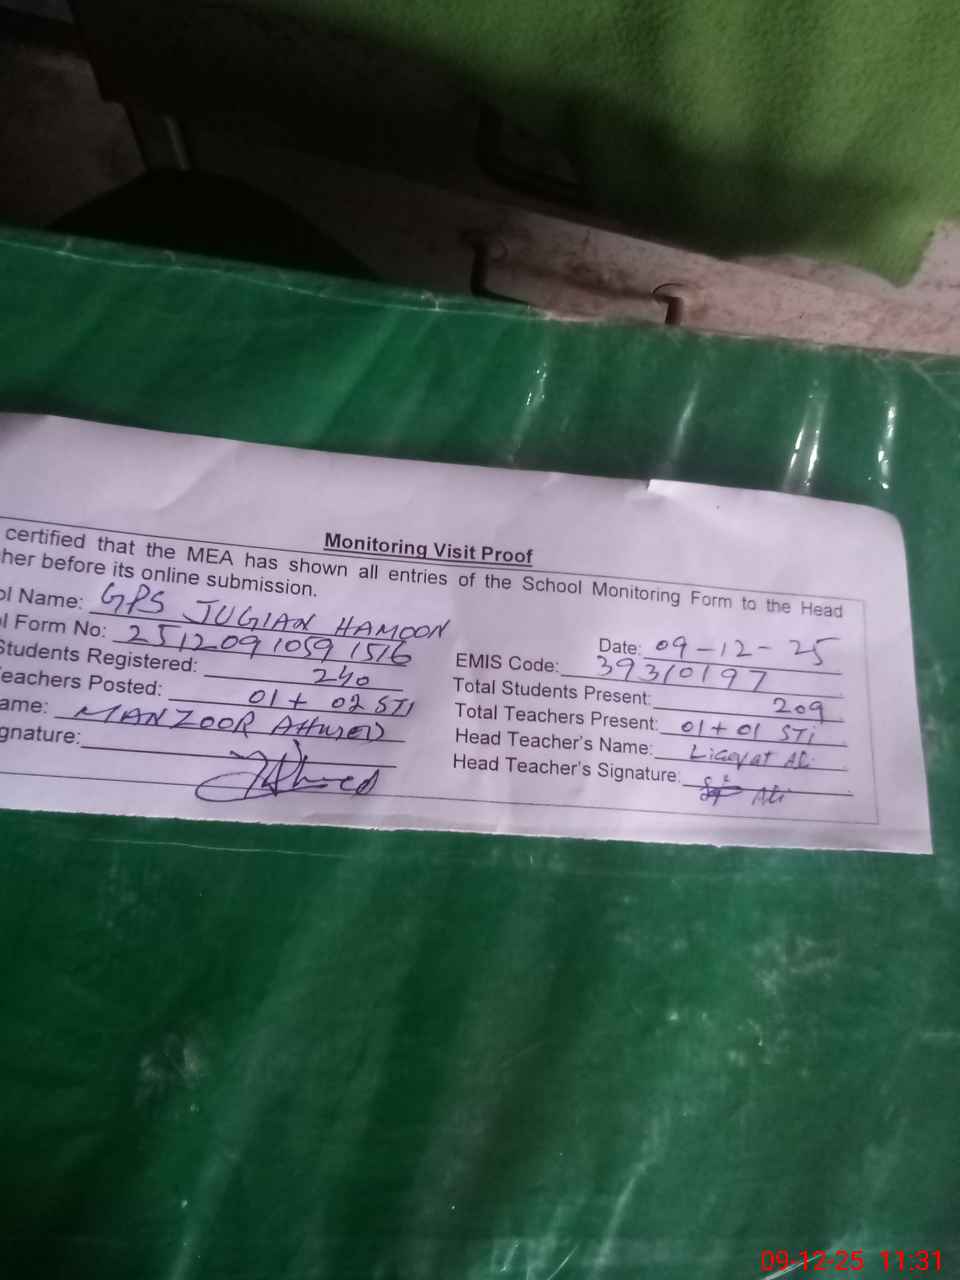 Monitoring Visit Proof
certified that the MEA has shown all entries of the School Monitoring Form to the Head
her before its online submission.
ol Name: GPS JUGIAN HAMOON
Date: 09-12-25
l Form No: 25120910591516
EMIS Code: 39310197
Students Registered: 240
Total Students Present: 209
eachers Posted: 01 + 02 STI
Total Teachers Present: 01 + 01 STI
ame: MANZOOR AHMED
Head Teacher's Name: Liaqat Ali
gnature: Ahmed
Head Teacher's Signature: Ali
09-12-25 11:31